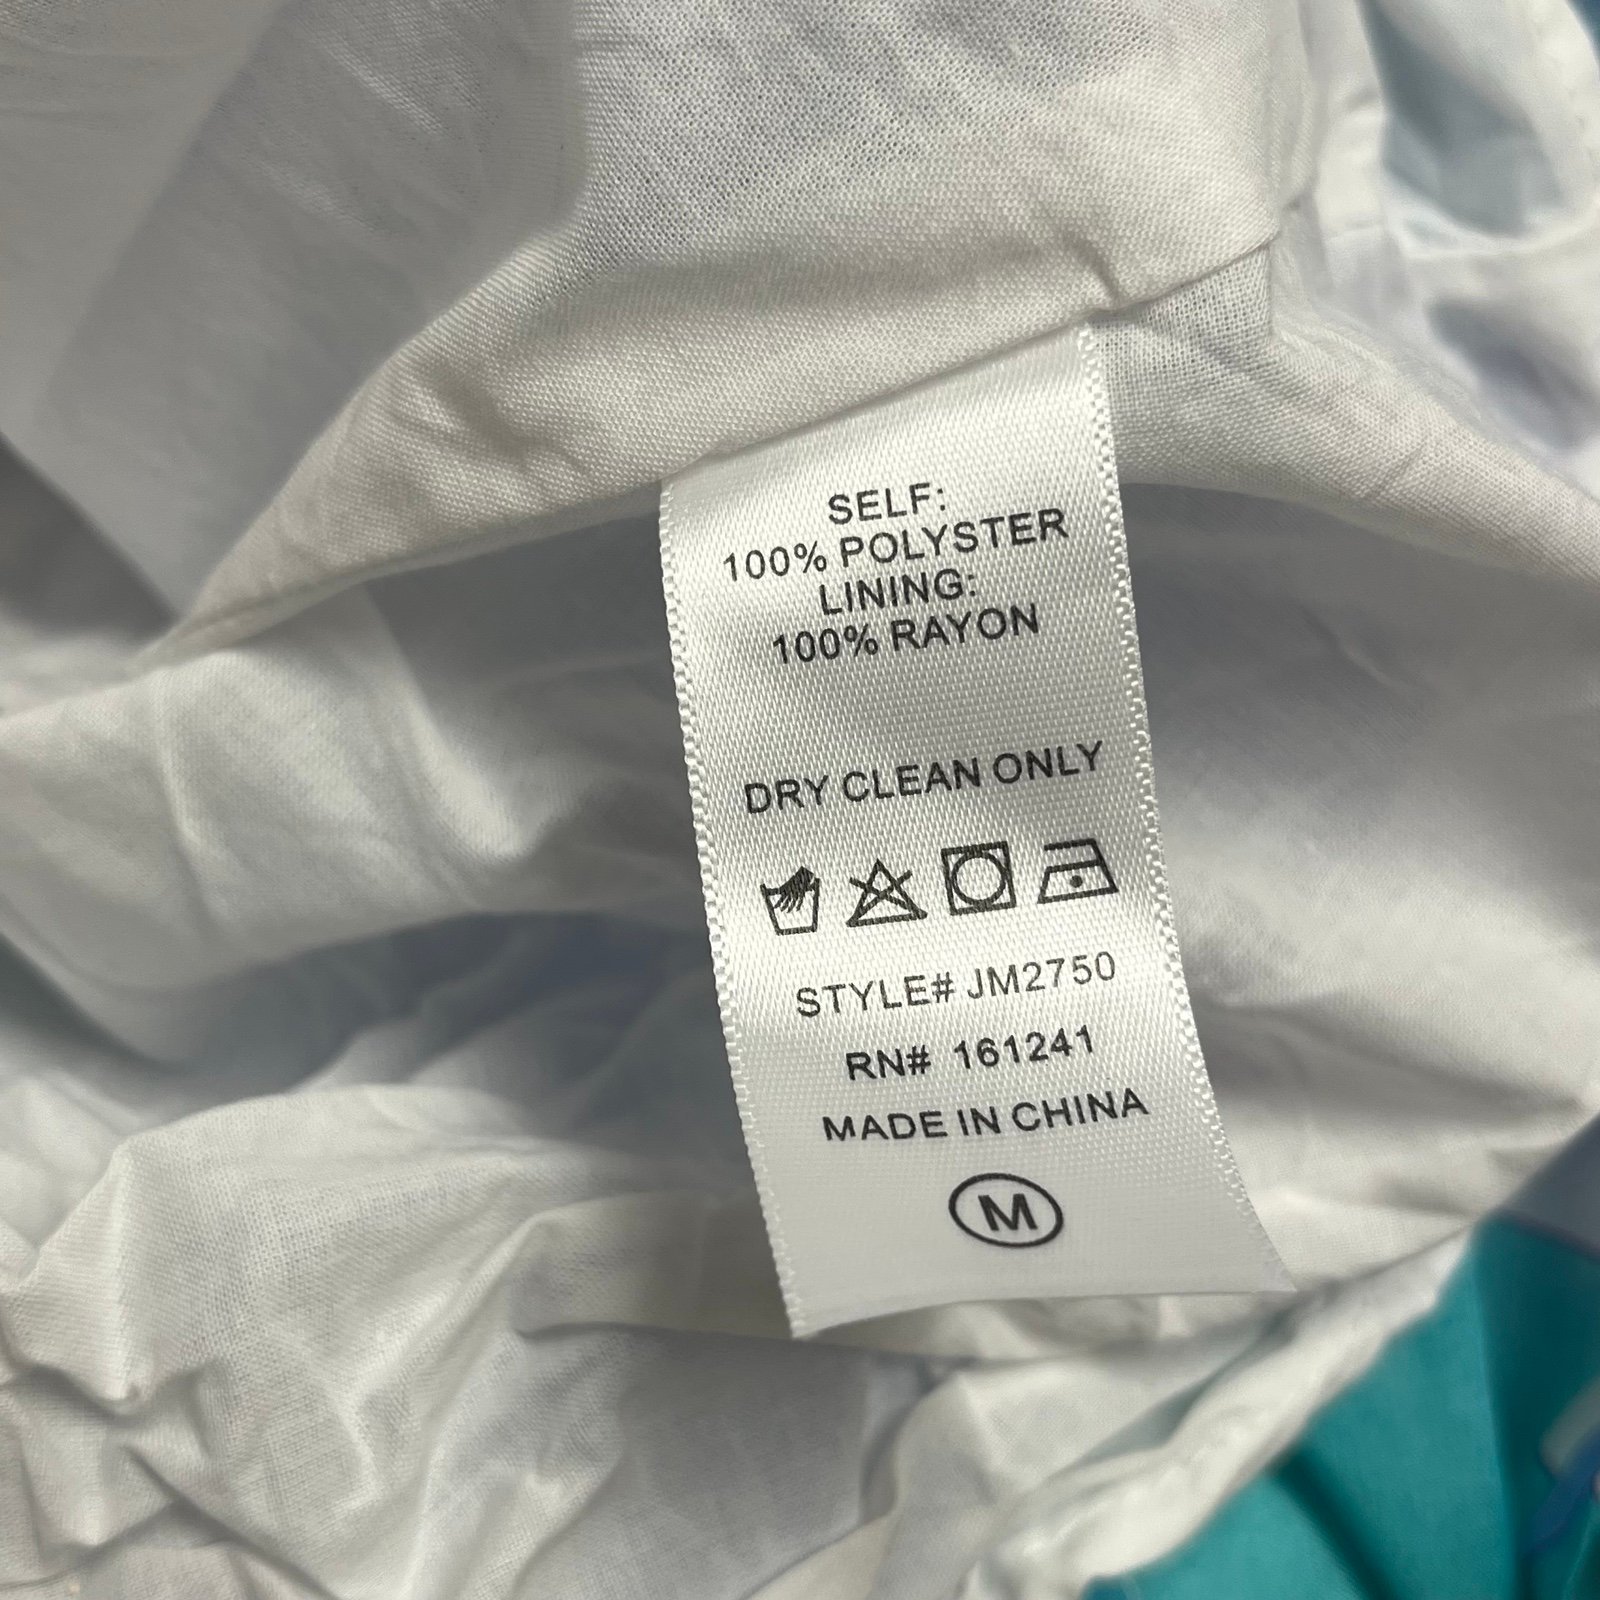 SELF:
100% POLYSTER
LINING:
100% RAYON
DRY CLEAN ONLY
STYLE# JM2750
RN# 161241
MADE IN CHINA
M